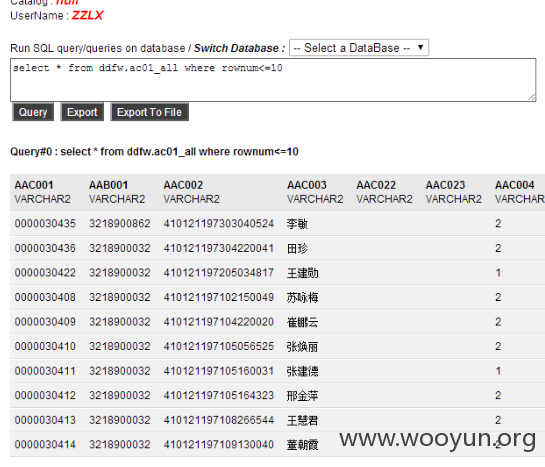 Catalog : null
UserName : ZZLX
Run SQL query/queries on database / Switch Database : -- Select a DataBase --
select * from ddfw.ac01_all where rownum<=10
Query Export Export To File
Query#0 : select * from ddfw.ac01_all where rownum<=10
AAC001 AAB001 AAC002 AAC003 AAC022 AAC023 AAC004
VARCHAR2 VARCHAR2 VARCHAR2 VARCHAR2 VARCHAR2 VARCHAR2 VARCHAR
0000030435 3218900862 410121197303040524 李敏 2
0000030436 3218900032 410121197304220041 田珍 2
0000030422 3218900032 410121197205034817 王建勋 1
0000030408 3218900032 410121197102150049 苏咏梅 2
0000030409 3218900032 410121197104220020 崔郦云 2
0000030410 3218900032 410121197105056525 张焕丽 2
0000030411 3218900032 410121197105160031 张建德 1
0000030412 3218900032 410121197105164323 邢金萍 2
0000030413 3218900032 410121197108266544 王慧君 2
0000030414 3218900032 410121197109130040 董朝霞 2
www.wooyun.org